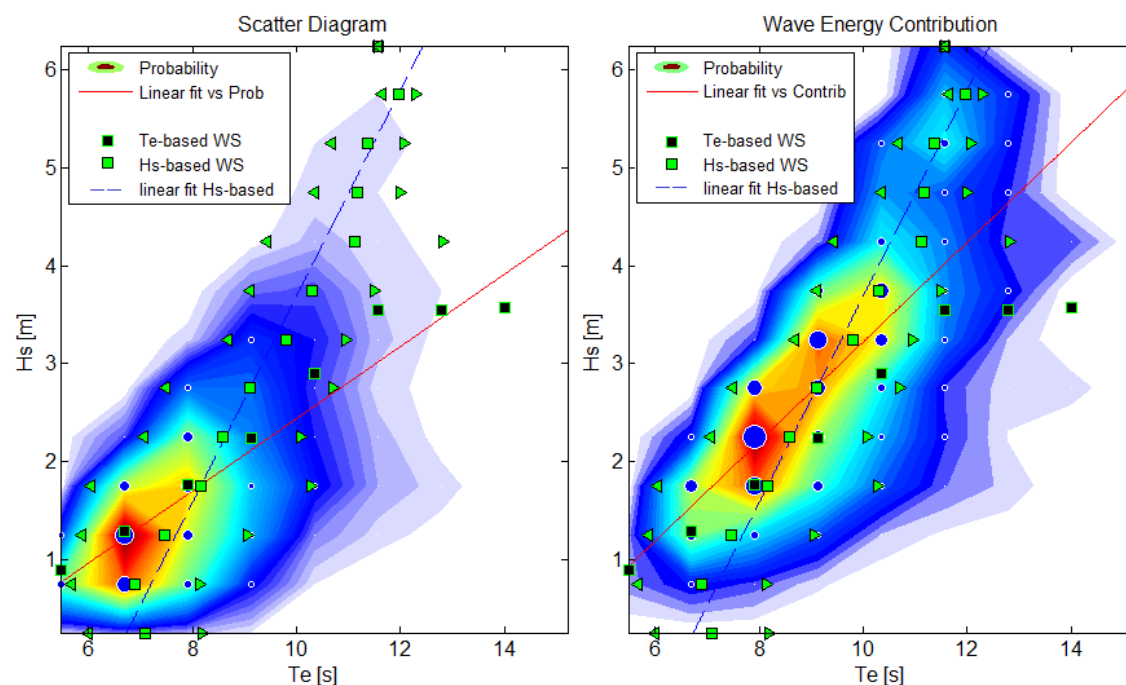 Scatter Diagram
Probability
Linear fit vs Prob
Te-based WS
Hs-based WS
linear fit Hs-based
Hs [m]
6
5
4
3
2
1
6 8 10 12 14
Te [s]
Wave Energy Contribution
Probability
Linear fit vs Contrib
Te-based WS
Hs-based WS
linear fit Hs-based
Hs [m]
6
5
4
3
2
1
6 8 10 12 14
Te [s]